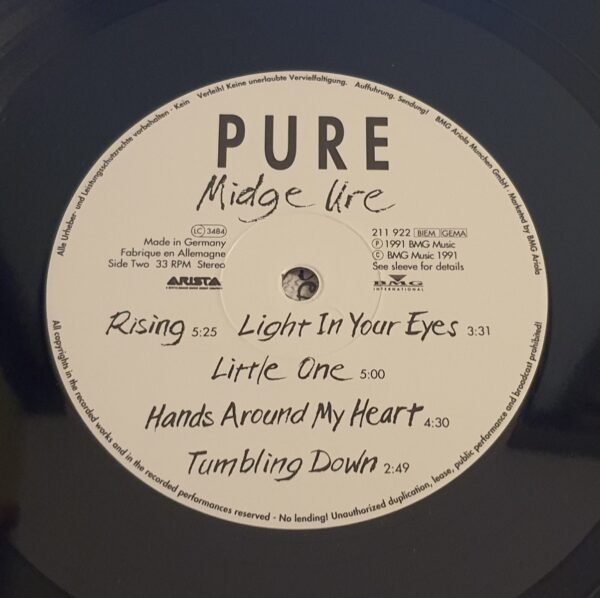 Alle Urheber- und Leistungsschutzrechte vorbehalten - Kein Verleih! Keine unerlaubte Vervielfältigung. Aufführung. Sendung! BMG Ariola München GmbH · Marketed by BMG Ariola
PURE
Midge Ure
LC 3484
Made in Germany
Fabrique en Allemagne
Side Two 33 RPM Stereo
211 922 BIEM GEMA
Ⓟ 1991 BMG Music
Ⓒ BMG Music 1991
See sleeve for details
ARISTA
BMG
INTERNATIONAL
Rising 5:25 Light In Your Eyes 3:31
Little One 5:00
Hands Around My Heart 4:30
Tumbling Down 2:49
All copyrights in the recorded works and in the recorded performances reserved - No lending! Unauthorized duplication, lease, public performance and broadcast prohibited!